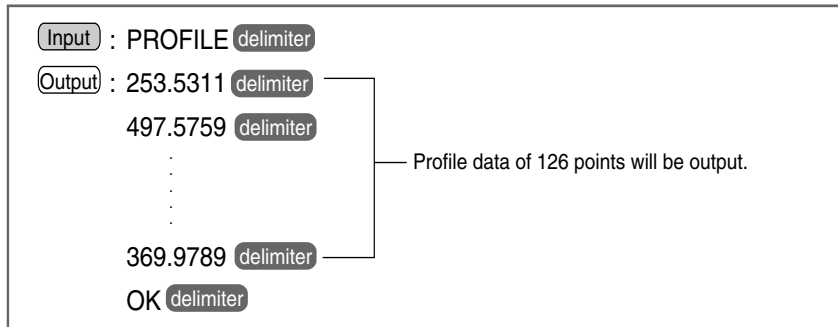 Input : PROFILE delimiter
Output : 253.5311 delimiter
497.5759 delimiter
.
.
.
.
.
Profile data of 126 points will be output.
369.9789 delimiter
OK delimiter